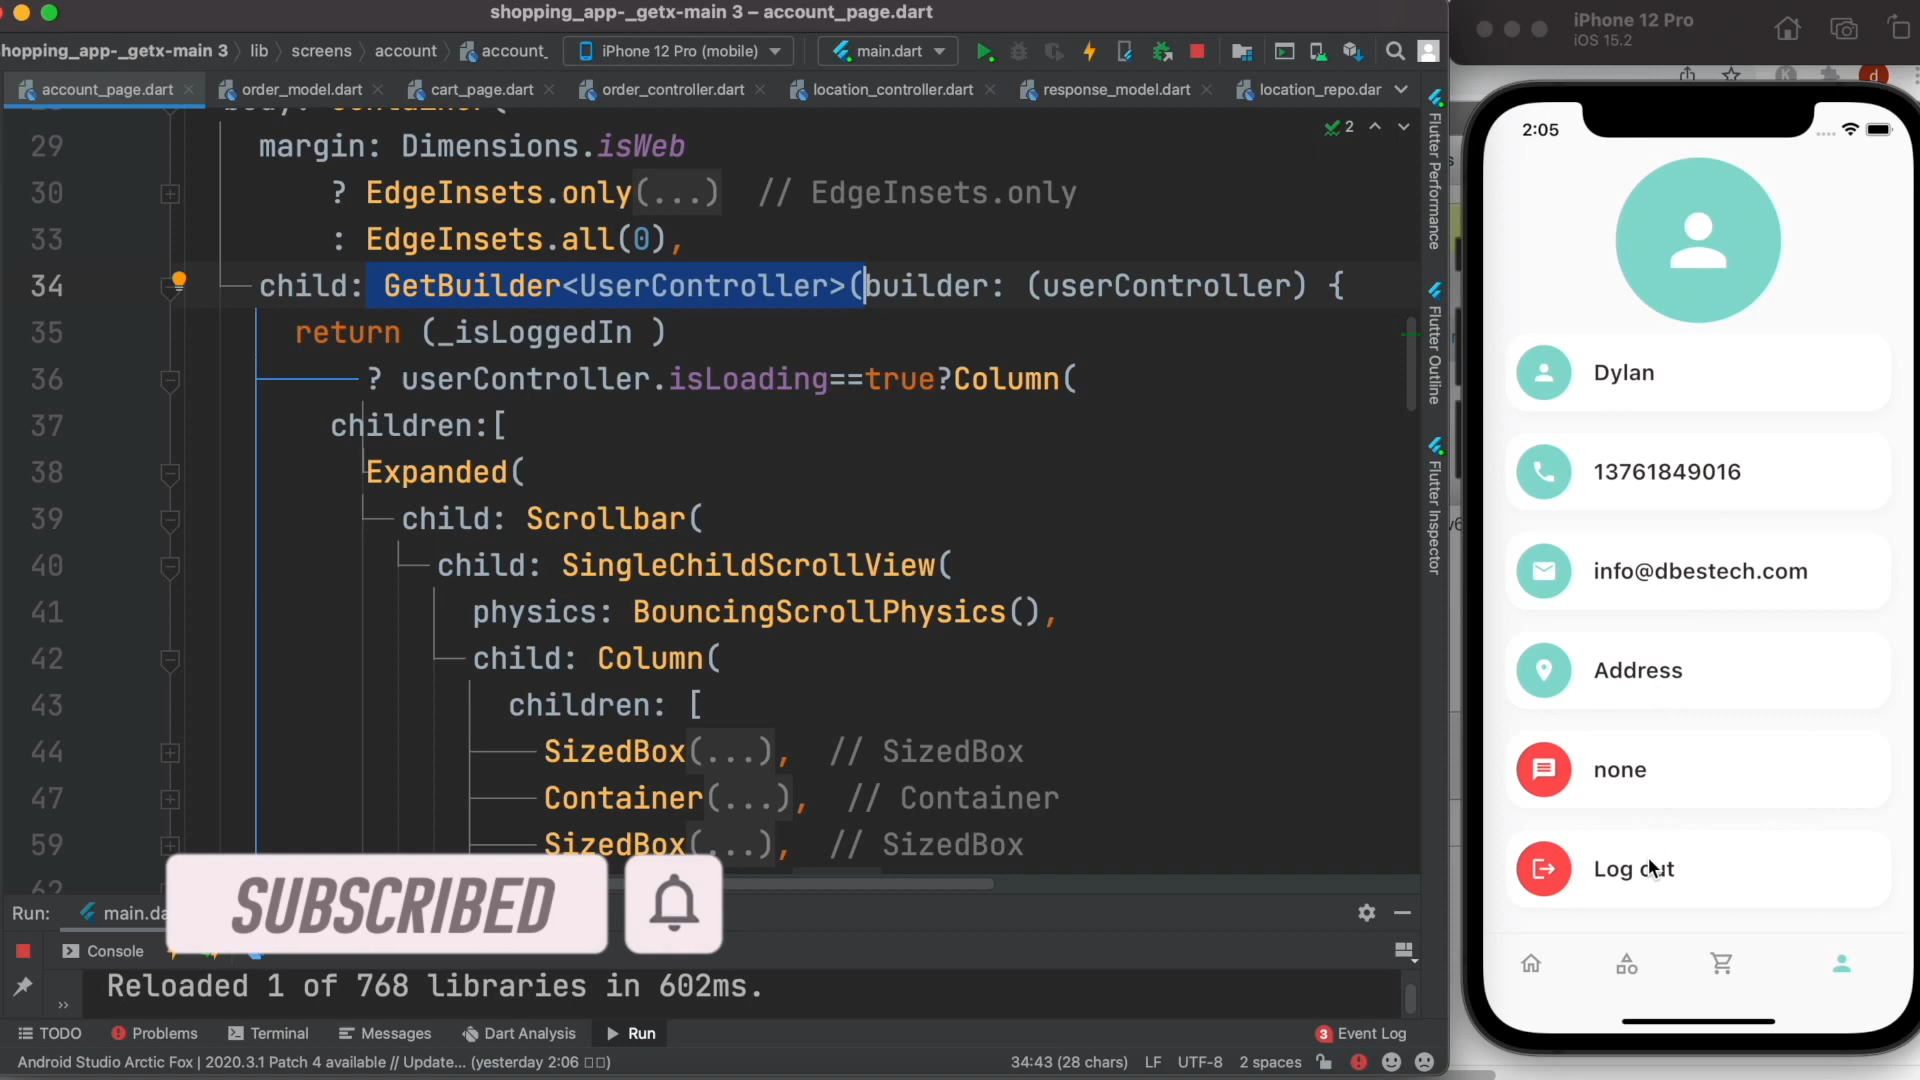 shopping_app-_getx-main 3 – account_page.dart
hopping_app-_getx-main 3 lib screens account account_ iPhone 12 Pro (mobile) main.dart
account_page.dart order_model.dart cart_page.dart order_controller.dart location_controller.dart response_model.dart location_repo.dar
29 margin: Dimensions.isWeb
30 ? EdgeInsets.only(...) // EdgeInsets.only
33 : EdgeInsets.all(0),
34 child: GetBuilder<UserController>(builder: (userController) {
35 return (_isLoggedIn )
36 ? userController.isLoading==true?Column(
37 children:[
38 Expanded(
39 child: Scrollbar(
40 child: SingleChildScrollView(
41 physics: BouncingScrollPhysics(),
42 child: Column(
43 children: [
44 SizedBox(...), // SizedBox
47 Container(...), // Container
59 SizedBox(...), // SizedBox
62
2
Flutter Performance
Flutter Outline
Flutter Inspector
SUBSCRIBED
Run: main.da
Console
Reloaded 1 of 768 libraries in 602ms.
TODO Problems Terminal Messages Dart Analysis Run 3 Event Log
Android Studio Arctic Fox | 2020.3.1 Patch 4 available // Update... (yesterday 2:06 34:43 (28 chars) LF UTF-8 2 spaces
iPhone 12 Pro
iOS 15.2
K d
2:05
Dylan
13761849016
info@dbestech.com
Address
none
Log out